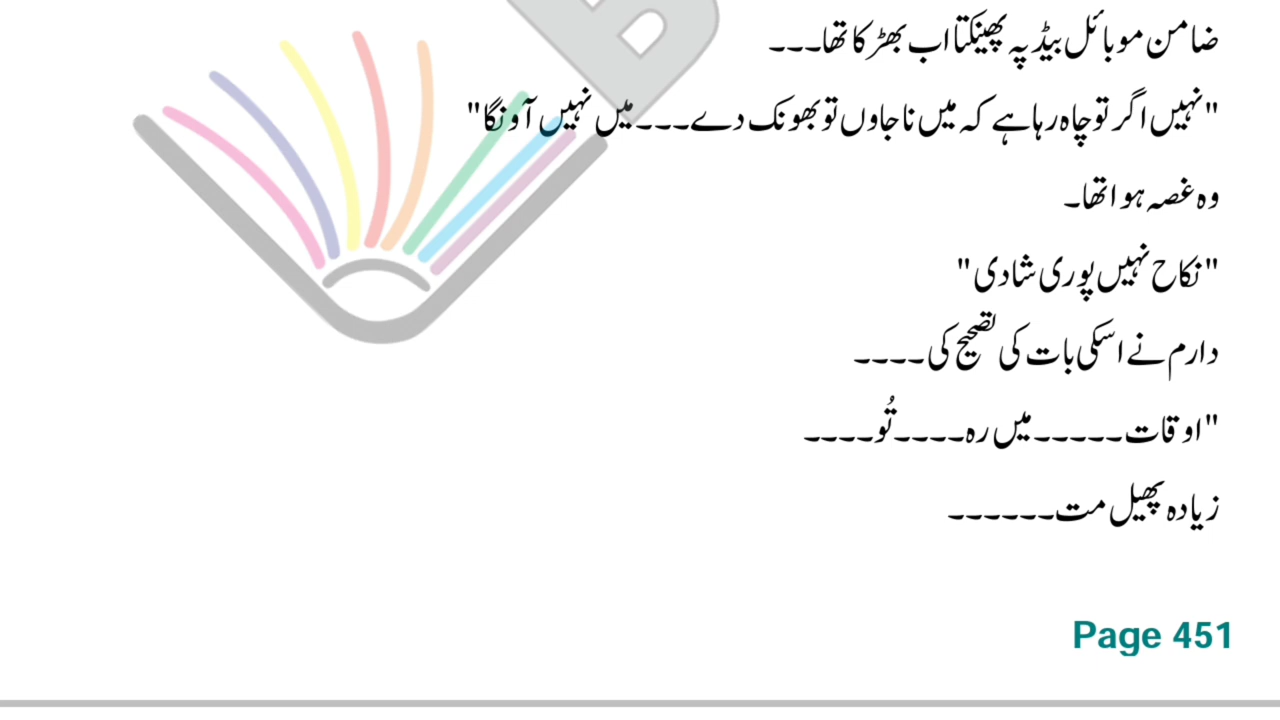 ضامن موبائل بیڈ پہ پھینکتا اب بھڑکا تھا۔۔۔
"نہیں اگر تو چاہ رہا ہے کہ میں نا جاوں تو بھونک دے۔۔۔میں نہیں آونگا"
وہ غصہ ہوا تھا۔
"نکاح نہیں پوری شادی"
دارم نے اسکی بات کی تصحیح کی۔۔۔۔
"اوقات۔۔۔۔۔میں رہ۔۔۔۔تُو۔۔۔۔
زیادہ پھیل مت۔۔۔۔۔۔
Page 451